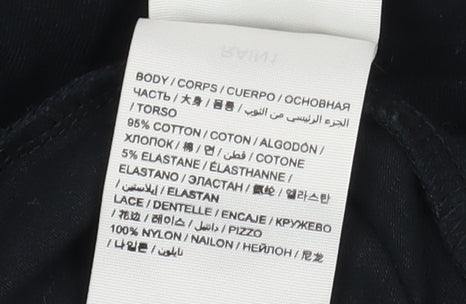 BODY / CORPS / CUERPO / ОСНОВНАЯ
ЧАСТЬ / 大身 / 몸통 / الجزء الرئيسي من الثوب
/ TORSO
95% COTTON / COTON / ALGODÓN /
ХЛОПОК / 棉 / 면 / قطن / COTONE
5% ELASTANE / ÉLASTHANNE /
ELASTANO / ЭЛАСТАН / 氨纶 / 엘라스탄
/ إيلاستين / ELASTAN
LACE / DENTELLE / ENCAJE / КРУЖЕВО
/ 花边 / 레이스 / دانتيل / PIZZO
100% NYLON / NAILON / НЕЙЛОН / 尼龙
/ 나일론 / نايلون